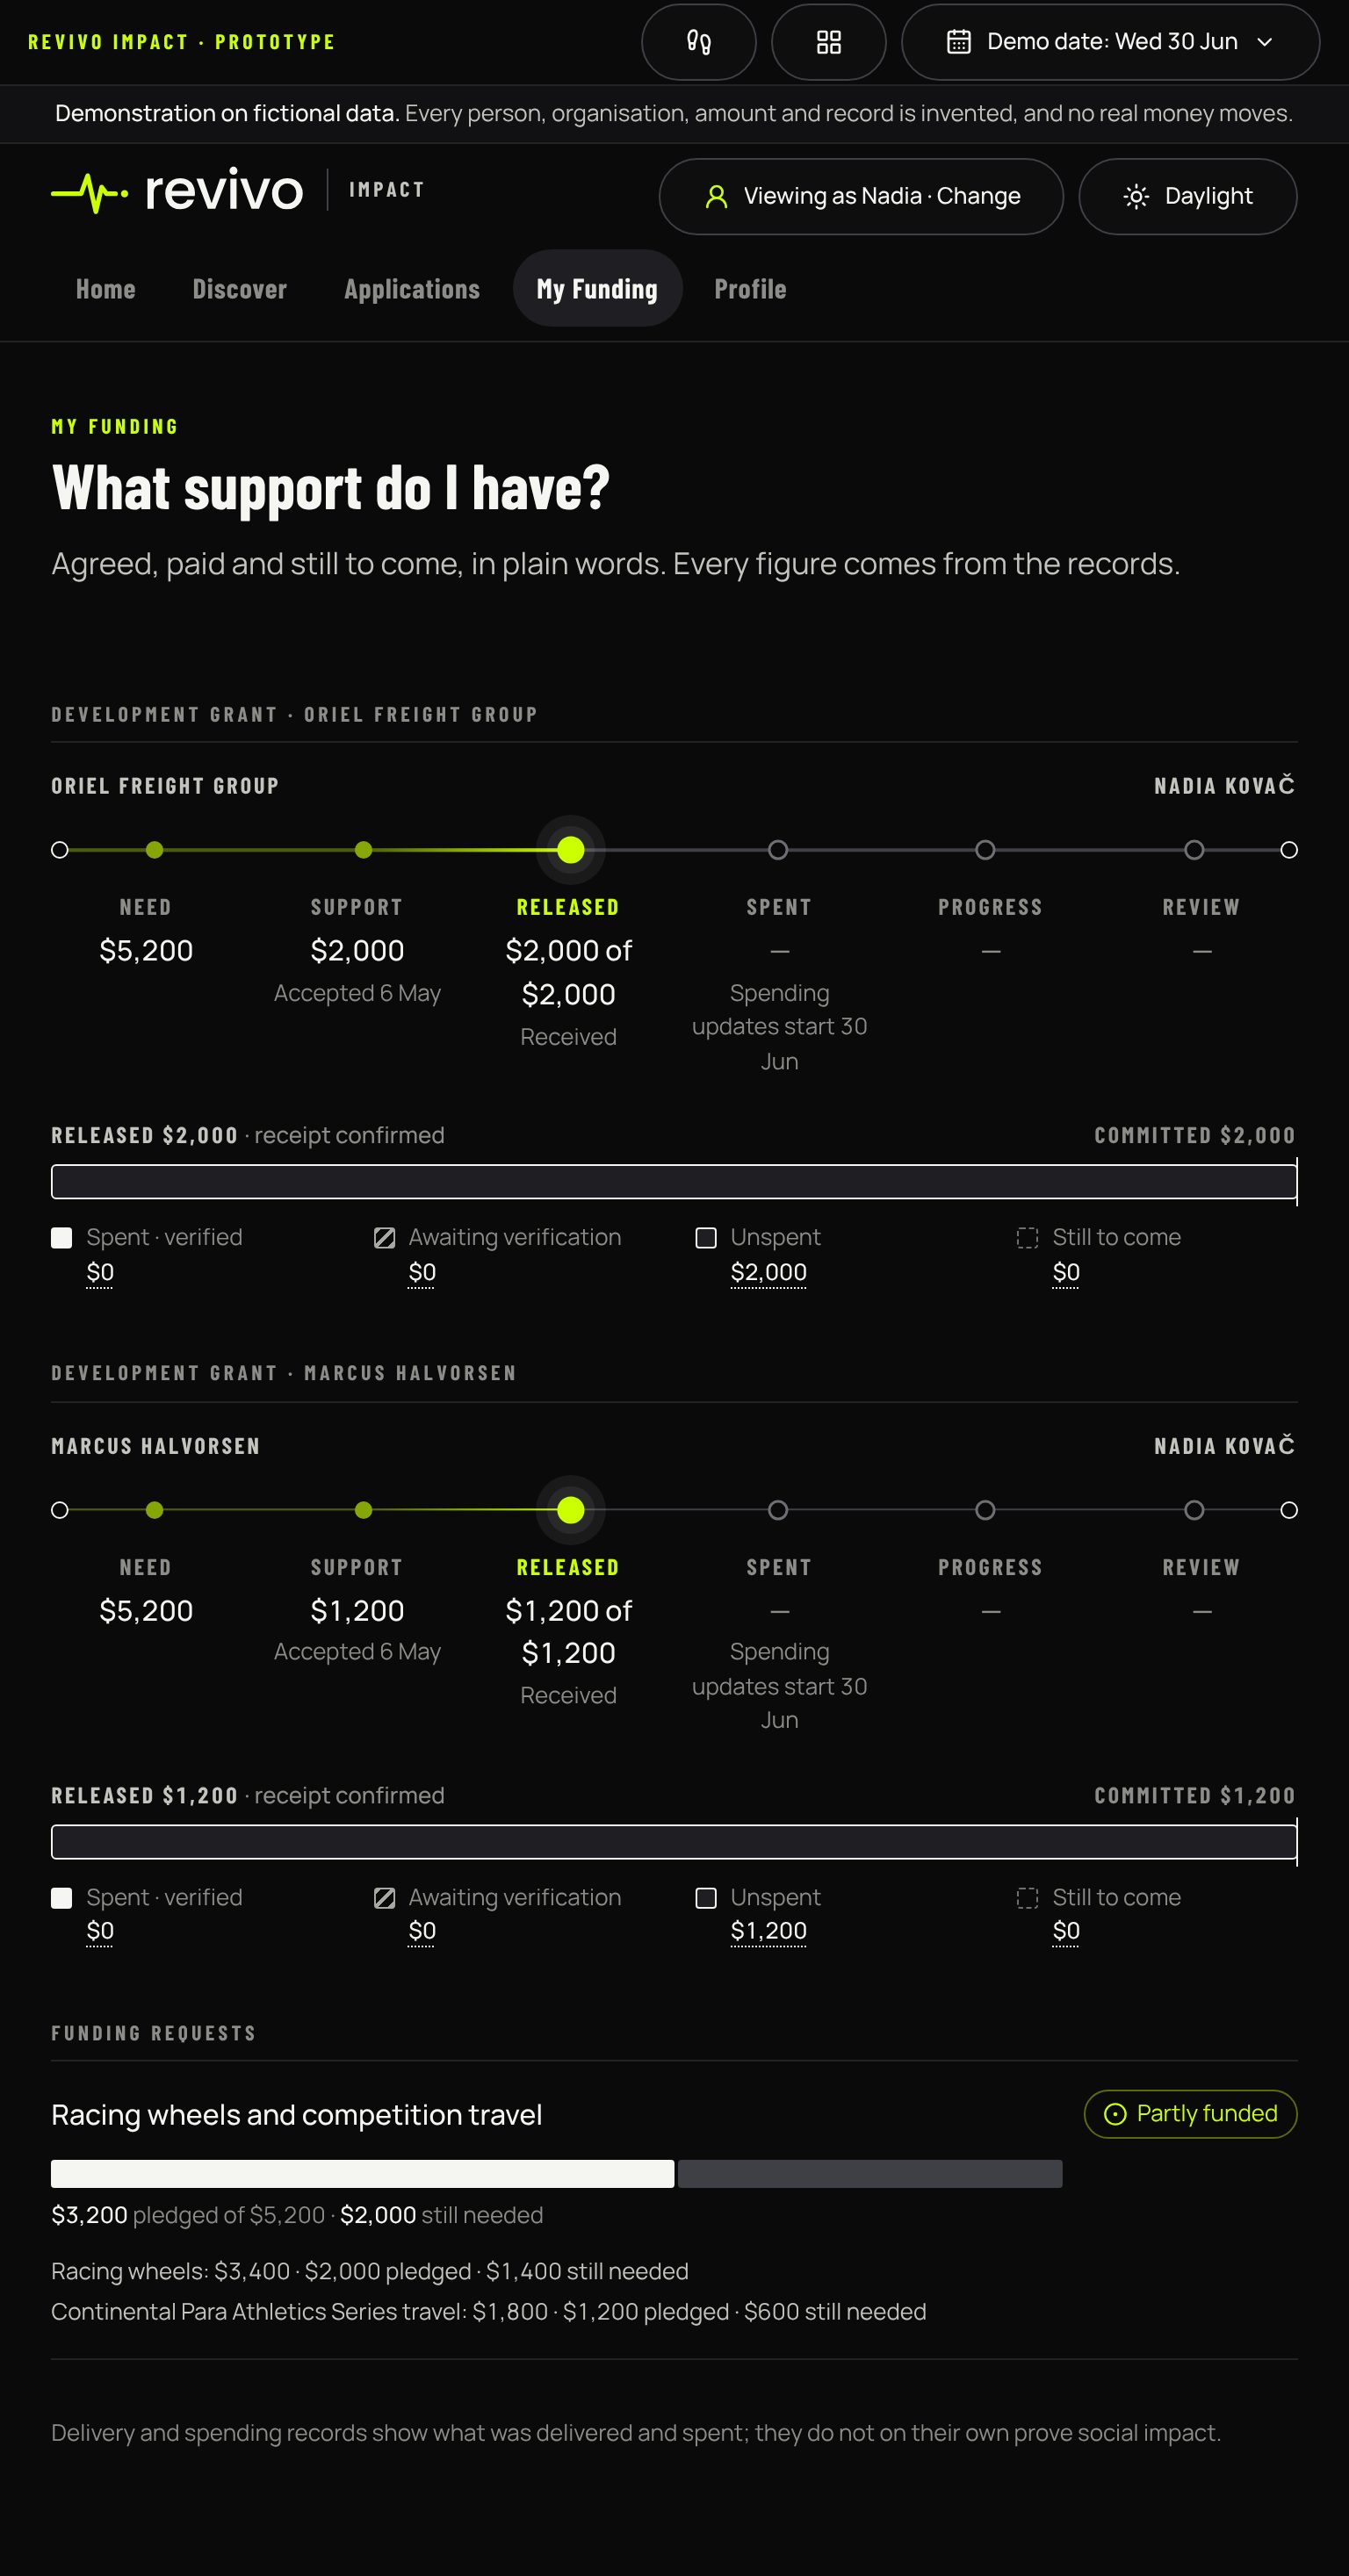 REVIVO IMPACT · PROTOTYPE
Demo date: Wed 30 Jun
Demonstration on fictional data. Every person, organisation, amount and record is invented, and no real money moves.
revivo IMPACT
Viewing as Nadia · Change
Daylight
Home Discover Applications My Funding Profile
MY FUNDING
What support do I have?
Agreed, paid and still to come, in plain words. Every figure comes from the records.
DEVELOPMENT GRANT · ORIEL FREIGHT GROUP
ORIEL FREIGHT GROUP NADIA KOVAČ
NEED SUPPORT RELEASED SPENT PROGRESS REVIEW
$5,200 $2,000 $2,000 of — — —
Accepted 6 May $2,000 Spending
Received updates start 30
Jun
RELEASED $2,000 · receipt confirmed COMMITTED $2,000
Spent · verified Awaiting verification Unspent Still to come
$0 $0 $2,000 $0
DEVELOPMENT GRANT · MARCUS HALVORSEN
MARCUS HALVORSEN NADIA KOVAČ
NEED SUPPORT RELEASED SPENT PROGRESS REVIEW
$5,200 $1,200 $1,200 of — — —
Accepted 6 May $1,200 Spending
Received updates start 30
Jun
RELEASED $1,200 · receipt confirmed COMMITTED $1,200
Spent · verified Awaiting verification Unspent Still to come
$0 $0 $1,200 $0
FUNDING REQUESTS
Racing wheels and competition travel Partly funded
$3,200 pledged of $5,200 · $2,000 still needed
Racing wheels: $3,400 · $2,000 pledged · $1,400 still needed
Continental Para Athletics Series travel: $1,800 · $1,200 pledged · $600 still needed
Delivery and spending records show what was delivered and spent; they do not on their own prove social impact.